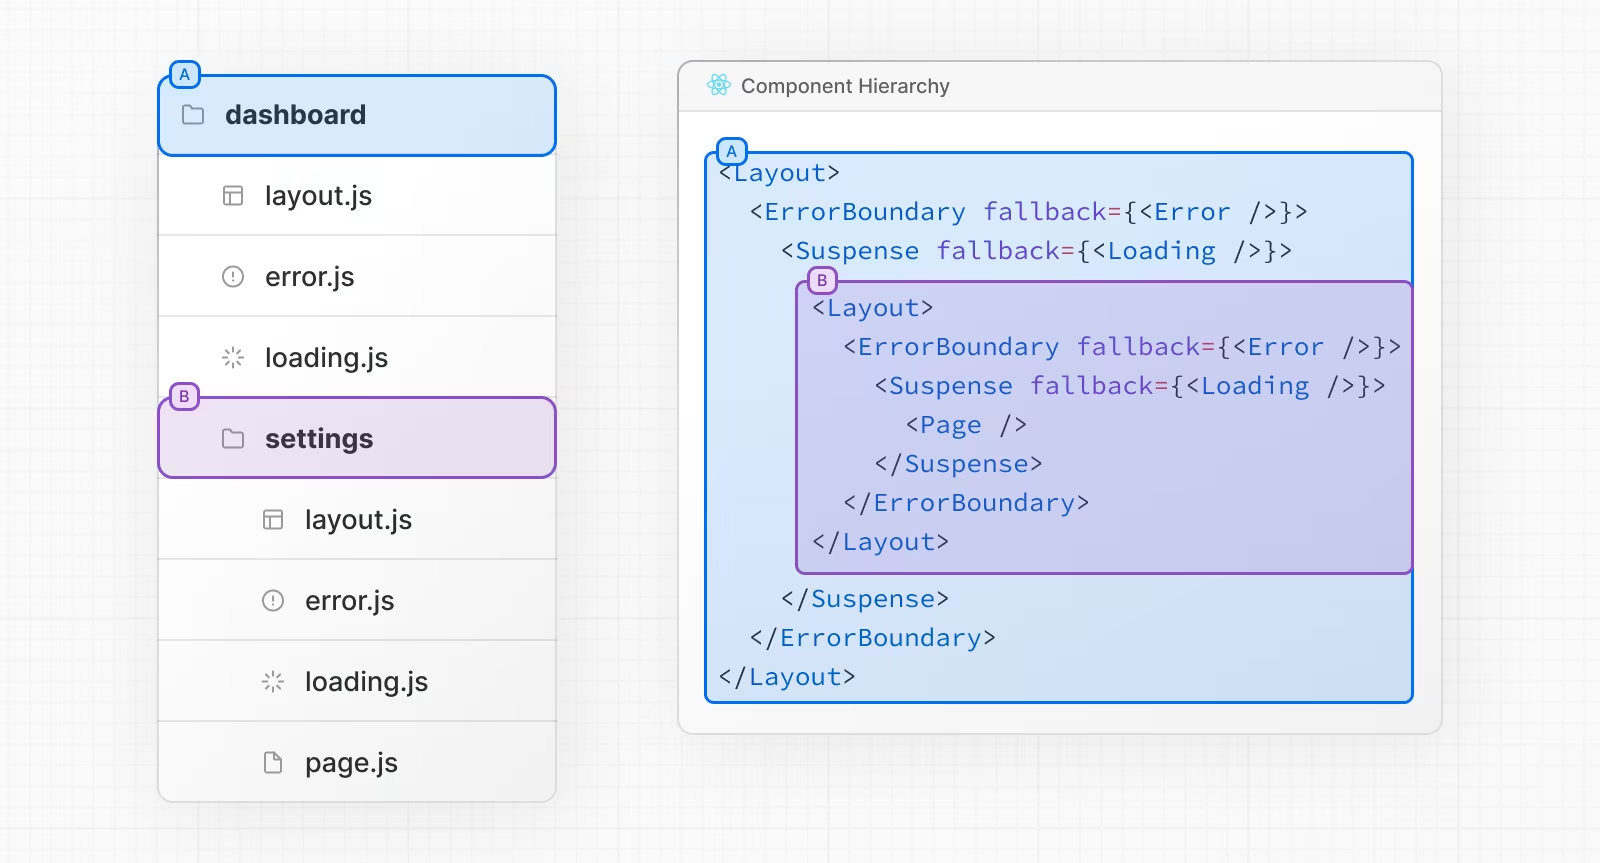 A
dashboard
layout.js
error.js
loading.js
B
settings
layout.js
error.js
loading.js
page.js
Component Hierarchy
A
<Layout>
<ErrorBoundary fallback={<Error />}>
<Suspense fallback={<Loading />}>
B
<Layout>
<ErrorBoundary fallback={<Error />}>
<Suspense fallback={<Loading />}>
<Page />
</Suspense>
</ErrorBoundary>
</Layout>
</Suspense>
</ErrorBoundary>
</Layout>